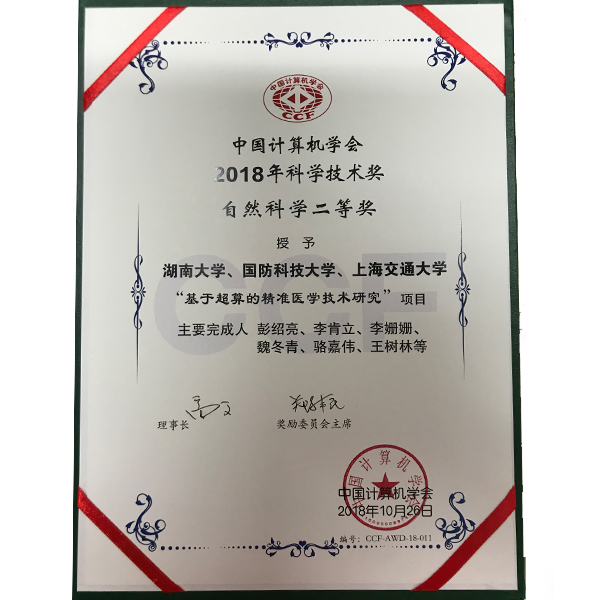 中国计算机学会
CCF
中国计算机学会
2018年科学技术奖
自然科学二等奖
授予
湖南大学、国防科技大学、上海交通大学
“基于超算的精准医学技术研究”项目
主要完成人 彭绍亮、李肯立、李姗姗、
魏冬青、骆嘉伟、王树林等
CCF
理事长
奖励委员会主席
中国计算机学会
中国计算机学会
2018年10月26日
编号：CCF-AWD-18-011